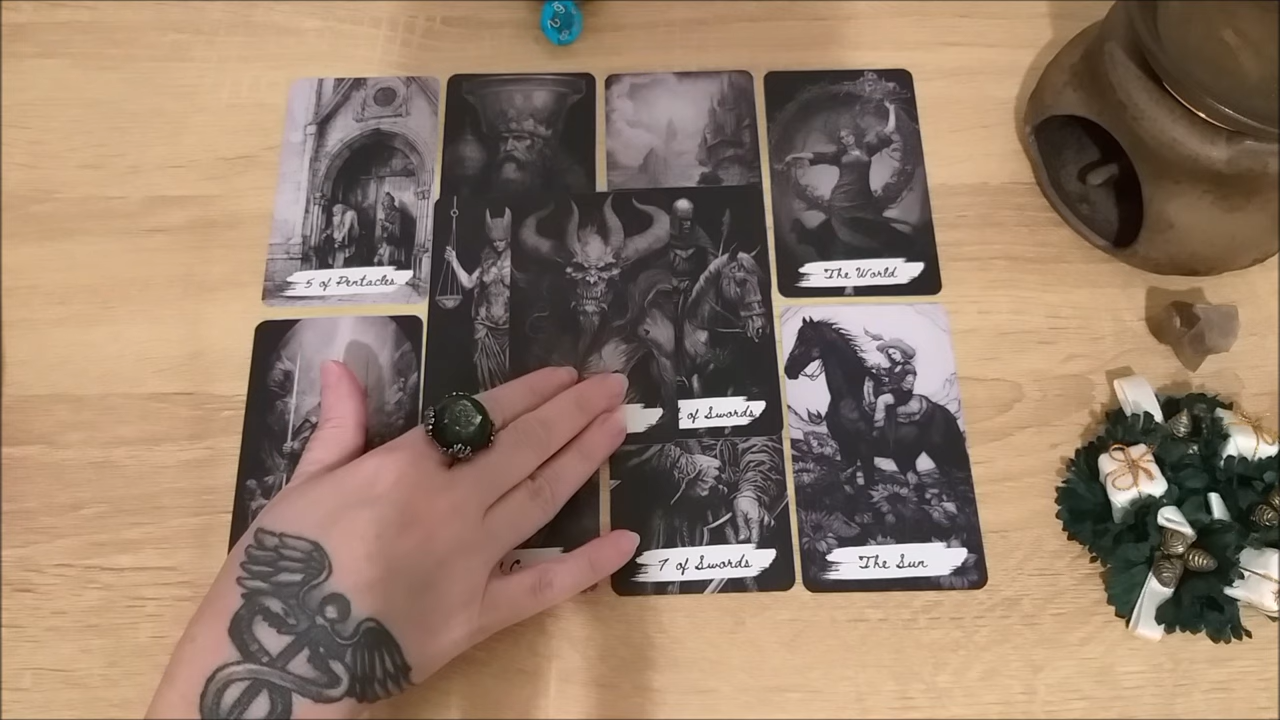 5 of Pentacles
The World
t of Swords
7 of Swords
The Sun